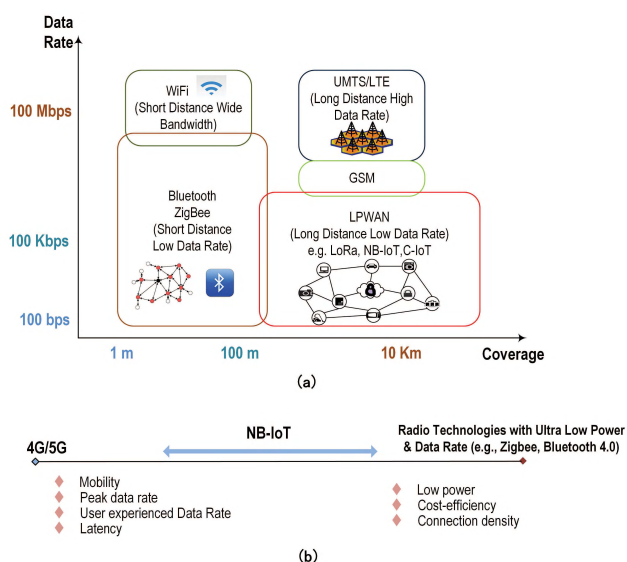 Data
Rate
WiFi
(Short Distance Wide
Bandwidth)
UMTS/LTE
(Long Distance High
Data Rate)
100 Mbps
GSM
Bluetooth
ZigBee
(Short Distance
Low Data Rate)
LPWAN
(Long Distance Low Data Rate)
e.g. LoRa, NB-IoT,C-IoT
100 Kbps
100 bps
1 m
100 m
10 Km
Coverage
(a)
4G/5G
NB-IoT
Radio Technologies with Ultra Low Power
& Data Rate (e.g., Zigbee, Bluetooth 4.0)
Mobility
Peak data rate
User experienced Data Rate
Latency
Low power
Cost-efficiency
Connection density
(b)